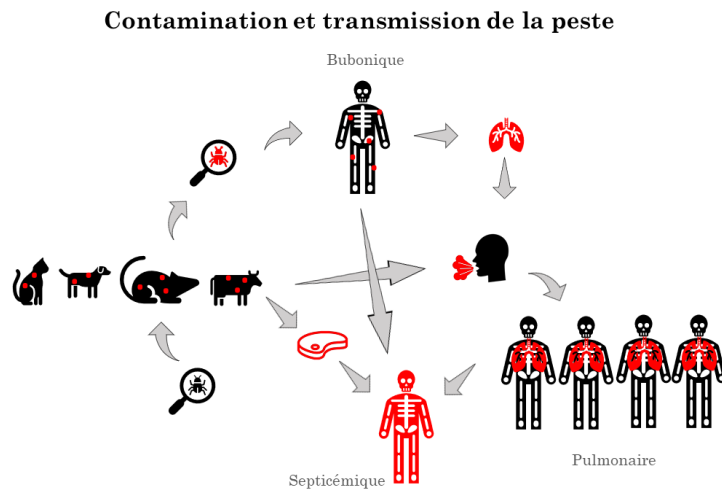 Contamination et transmission de la peste
Bubonique
Septicémique
Pulmonaire